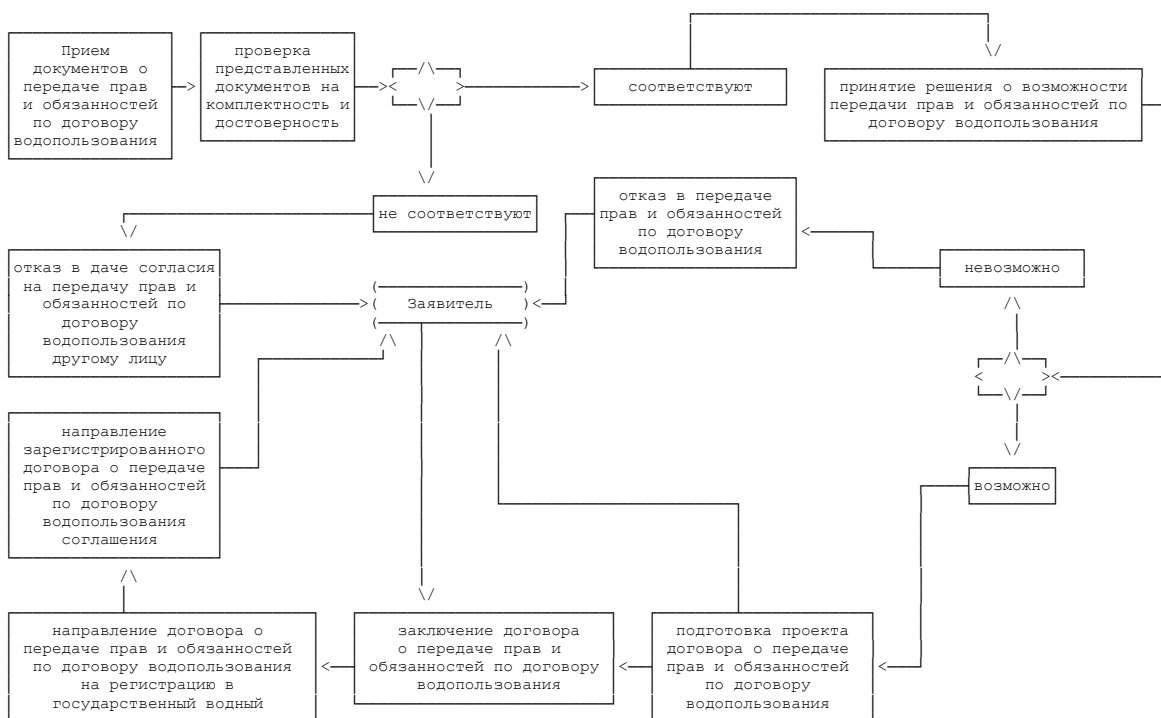 Прием
документов о
передаче прав
и обязанностей
по договору
водопользования
проверка
представленных
документов на
комплектность и
достоверность
соответствуют
принятие решения о возможности
передачи прав и обязанностей по
договору водопользования
не соответствуют
отказ в передаче
прав и обязанностей
по договору
водопользования
невозможно
отказ в даче согласия
на передачу прав и
обязанностей по
договору
водопользования
другому лицу
Заявитель
направление
зарегистрированного
договора о передаче
прав и обязанностей
по договору
водопользования
соглашения
возможно
направление договора о
передаче прав и обязанностей
по договору водопользования
на регистрацию в
государственный водный
заключение договора
о передаче прав и
обязанностей по договору
водопользования
подготовка проекта
договора о передаче
прав и обязанностей
по договору
водопользования